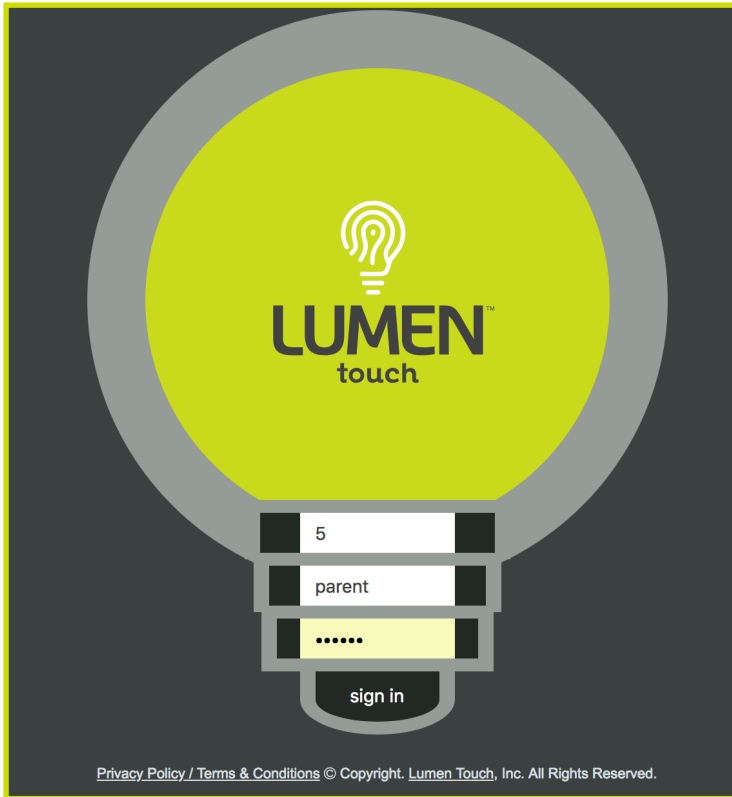 LUMEN™
touch
5
parent
••••••
sign in
Privacy Policy / Terms & Conditions © Copyright. Lumen Touch, Inc. All Rights Reserved.